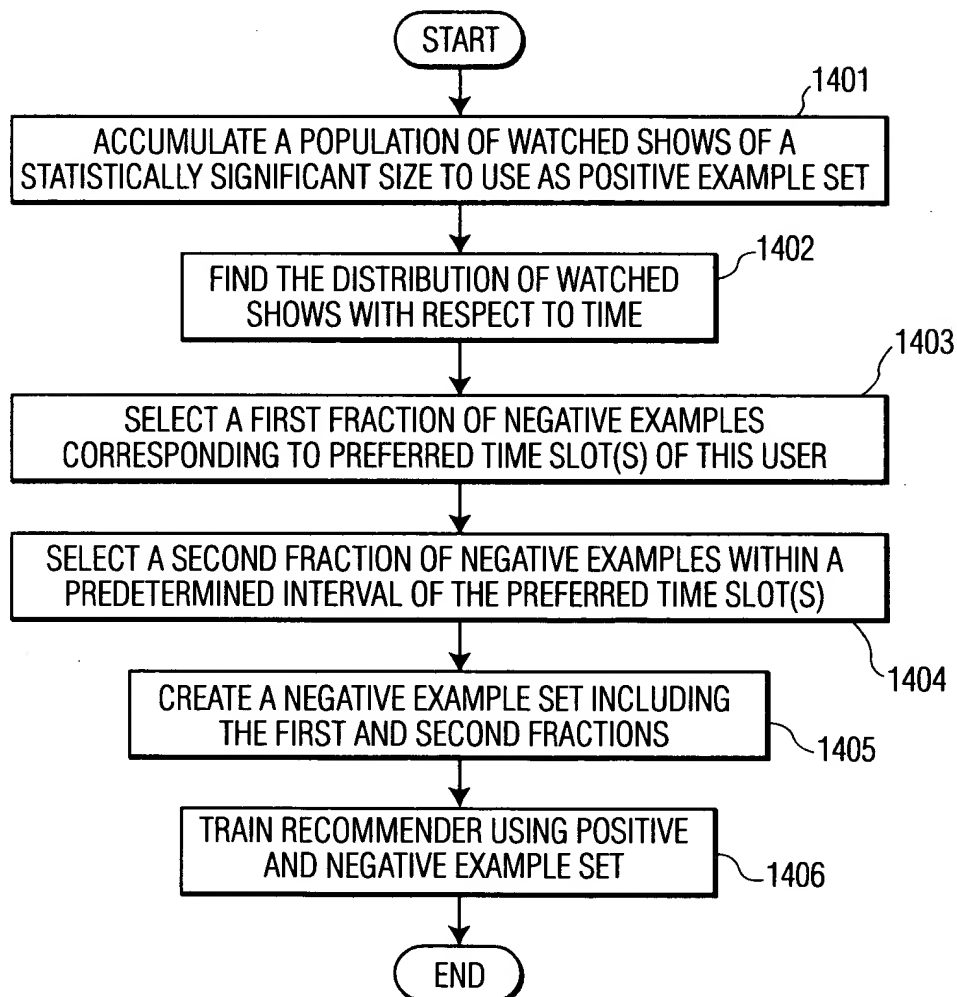 START
1401
ACCUMULATE A POPULATION OF WATCHED SHOWS OF A
STATISTICALLY SIGNIFICANT SIZE TO USE AS POSITIVE EXAMPLE SET
1402
FIND THE DISTRIBUTION OF WATCHED
SHOWS WITH RESPECT TO TIME
1403
SELECT A FIRST FRACTION OF NEGATIVE EXAMPLES
CORRESPONDING TO PREFERRED TIME SLOT(S) OF THIS USER
SELECT A SECOND FRACTION OF NEGATIVE EXAMPLES WITHIN A
PREDETERMINED INTERVAL OF THE PREFERRED TIME SLOT(S)
1404
CREATE A NEGATIVE EXAMPLE SET INCLUDING
THE FIRST AND SECOND FRACTIONS
1405
TRAIN RECOMMENDER USING POSITIVE
AND NEGATIVE EXAMPLE SET
1406
END